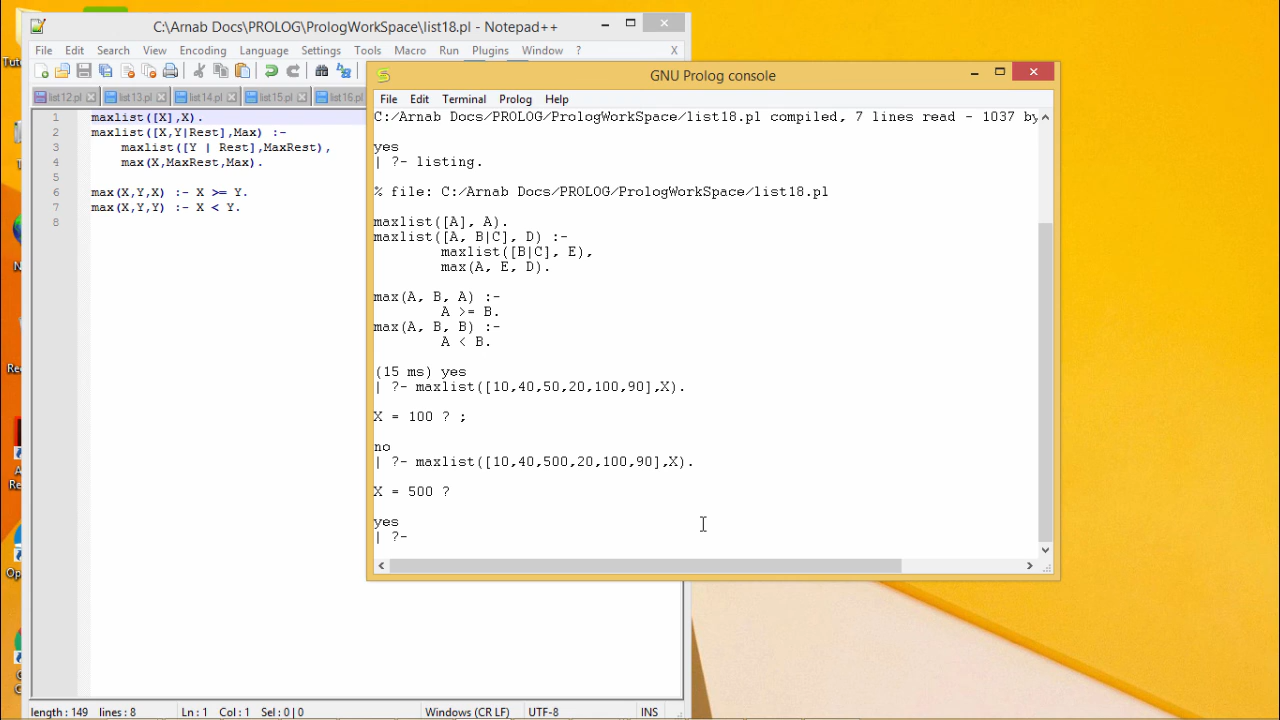 C:\Arnab Docs\PROLOG\PrologWorkSpace\list18.pl - Notepad++
File Edit Search View Encoding Language Settings Tools Macro Run Plugins Window ? X
list12.pl list13.pl list14.pl list15.pl list16.pl
1 maxlist([X],X).
2 maxlist([X,Y|Rest],Max) :-
3 maxlist([Y | Rest],MaxRest),
4 max(X,MaxRest,Max).
5
6 max(X,Y,X) :- X >= Y.
7 max(X,Y,Y) :- X < Y.
8
length : 149 lines : 8 Ln : 1 Col : 1 Sel : 0 | 0 Windows (CR LF) UTF-8 INS
GNU Prolog console
File Edit Terminal Prolog Help
C:/Arnab Docs/PROLOG/PrologWorkSpace/list18.pl compiled, 7 lines read - 1037 by
yes
| ?- listing.
% file: C:/Arnab Docs/PROLOG/PrologWorkSpace/list18.pl
maxlist([A], A).
maxlist([A, B|C], D) :-
maxlist([B|C], E),
max(A, E, D).
max(A, B, A) :-
A >= B.
max(A, B, B) :-
A < B.
(15 ms) yes
| ?- maxlist([10,40,50,20,100,90],X).
X = 100 ? ;
no
| ?- maxlist([10,40,500,20,100,90],X).
X = 500 ?
yes
| ?-